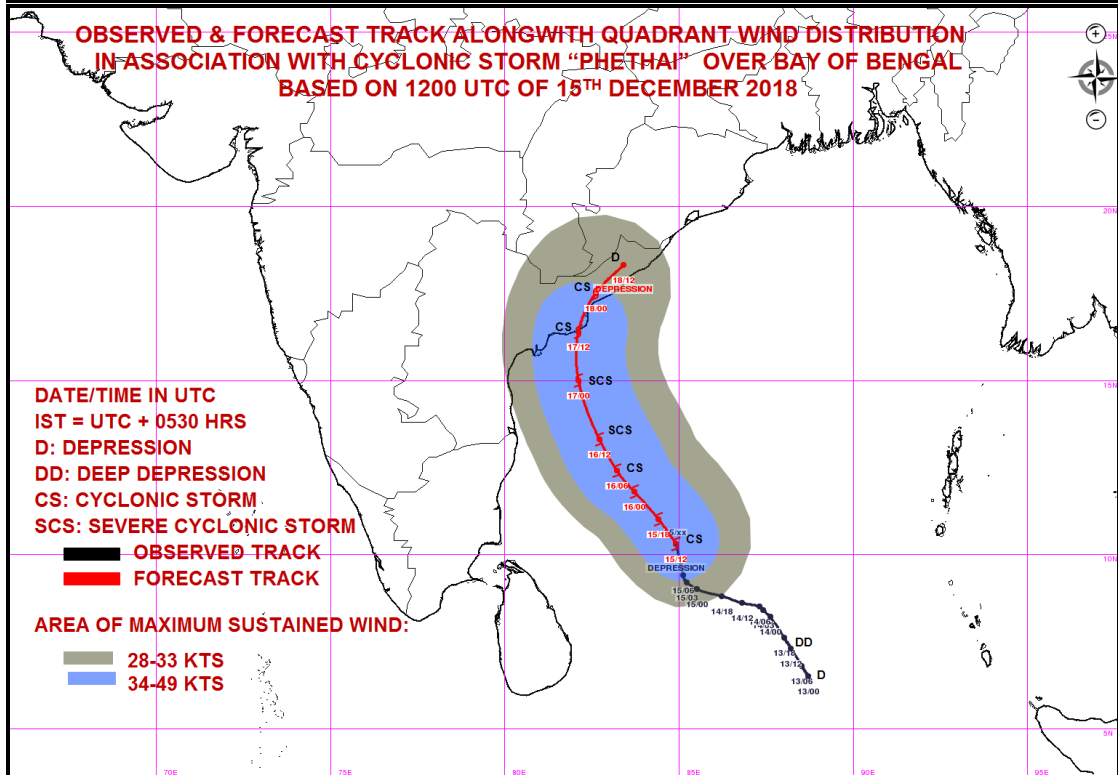 OBSERVED & FORECAST TRACK ALONGWITH QUADRANT WIND DISTRIBUTION
IN ASSOCIATION WITH CYCLONIC STORM “PHETHAI” OVER BAY OF BENGAL
BASED ON 1200 UTC OF 15TH DECEMBER 2018
25N
20N
D
18/12
CS
DEPRESSION
18/00
CS
17/12
15N
SCS
17/00
SCS
16/12
CS
16/06
16/00
15/18
CS
15/12
10N
DEPRESSION
15/06
15/03
15/00
14/18
14/12
14/06
14/00
DD
13/18
13/12
D
13/06
13/00
5N
DATE/TIME IN UTC
IST = UTC + 0530 HRS
D: DEPRESSION
DD: DEEP DEPRESSION
CS: CYCLONIC STORM
SCS: SEVERE CYCLONIC STORM
OBSERVED TRACK
FORECAST TRACK
AREA OF MAXIMUM SUSTAINED WIND:
28-33 KTS
34-49 KTS
70E 75E 80E 85E 90E 95E